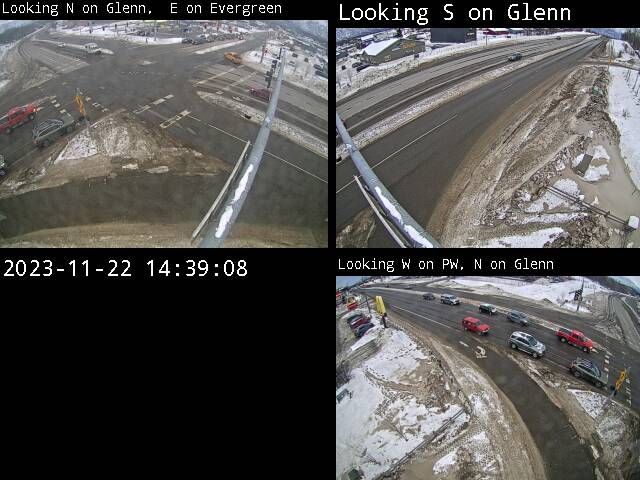 Looking N on Glenn,  E on Evergreen
Looking S on Glenn
2023-11-22 14:39:08
Looking W on PW, N on Glenn